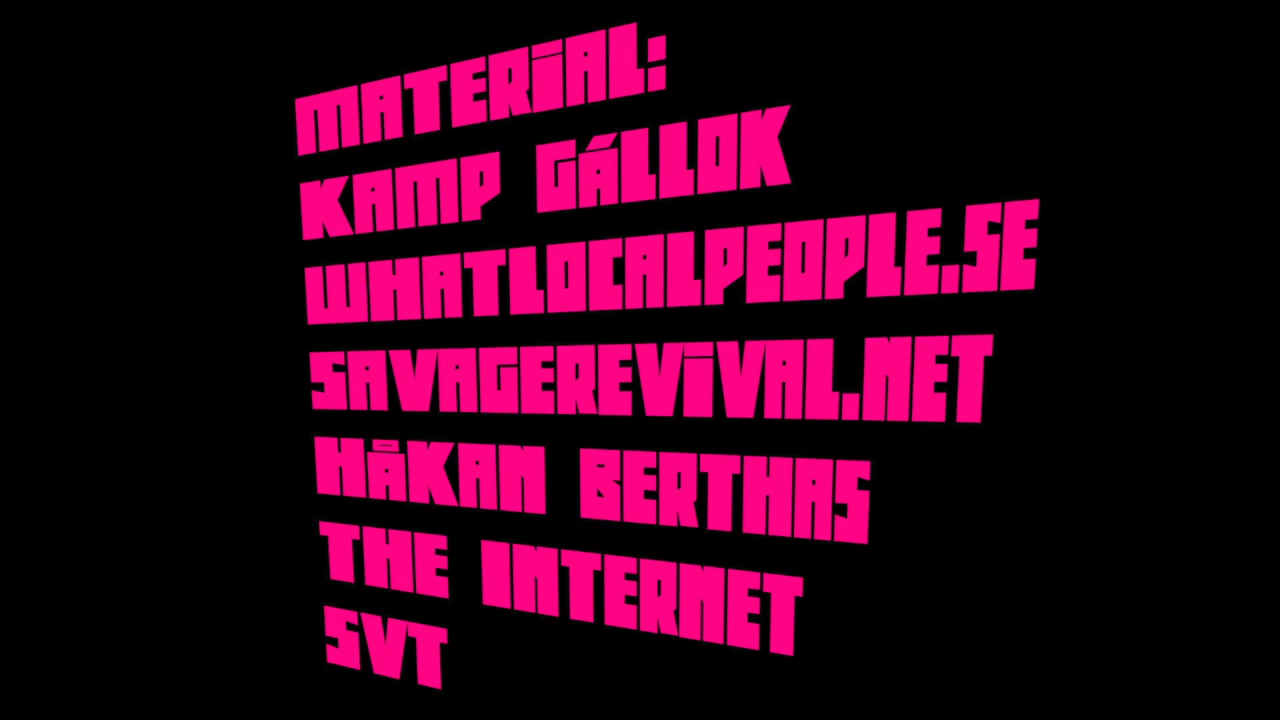 MATERIAL:
KAMP GÁLLOK
WHATLOCALPEOPLE.SE
SAVAGEREVIVAL.NET
HÅKAN BERTHAS
THE INTERNET
SVT